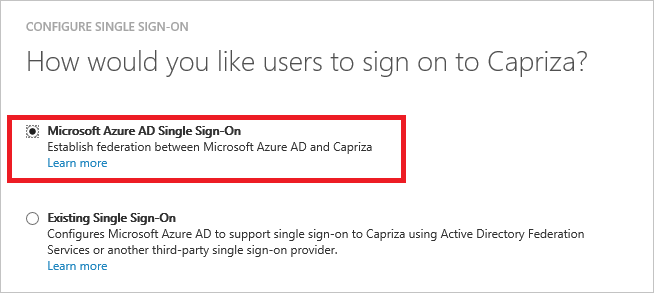 CONFIGURE SINGLE SIGN-ON
How would you like users to sign on to Capriza?
Microsoft Azure AD Single Sign-On
Establish federation between Microsoft Azure AD and Capriza
Learn more
Existing Single Sign-On
Configures Microsoft Azure AD to support single sign-on to Capriza using Active Directory Federation
Services or another third-party single sign-on provider.
Learn more